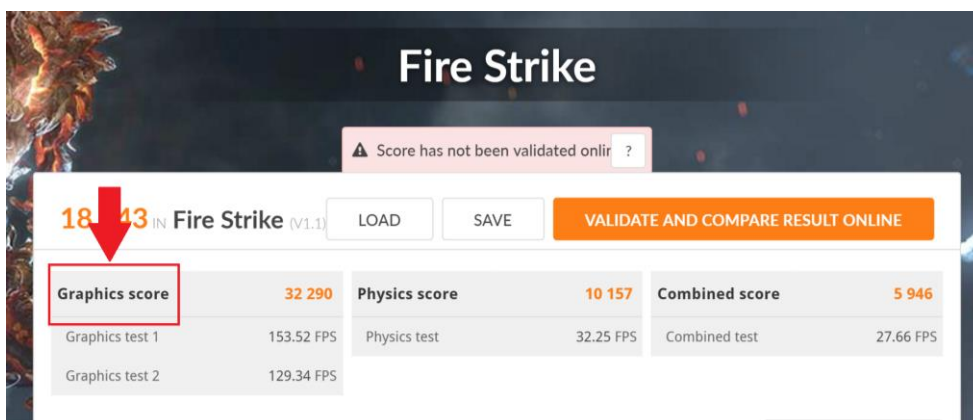 Fire Strike
Score has not been validated onlin ?
18 43 IN Fire Strike (V1.1) LOAD SAVE VALIDATE AND COMPARE RESULT ONLINE
Graphics score 32 290 Physics score 10 157 Combined score 5 946
Graphics test 1 153.52 FPS Physics test 32.25 FPS Combined test 27.66 FPS
Graphics test 2 129.34 FPS